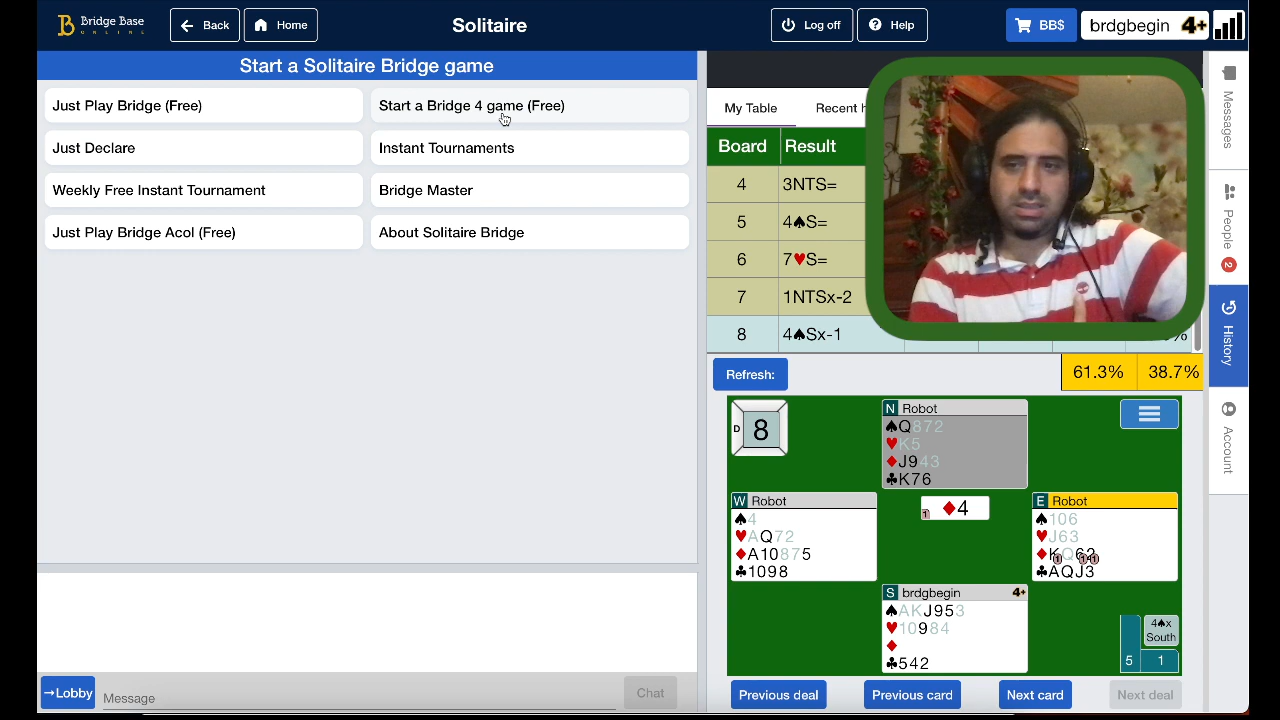 Bridge Base
ONLINE
Back
Home
Solitaire
Log off
Help
BB$
brdgbegin 4+
Start a Solitaire Bridge game
Just Play Bridge (Free)
Start a Bridge 4 game (Free)
Just Declare
Instant Tournaments
Weekly Free Instant Tournament
Bridge Master
Just Play Bridge Acol (Free)
About Solitaire Bridge
My Table
Recent h
Board Result
4 3NTS=
5 4♠S=
6 7♥S=
7 1NTSx-2
8 4♠Sx-1
Refresh:
61.3% 38.7%
D 8
N Robot
♠Q872
♥K5
♦J943
♣K76
W Robot
♠4
♥AQ72
♦A10875
♣1098
1 ♦4
E Robot
♠106
♥J63
♦KQ62
♣AQJ3
S brdgbegin 4+
♠AKJ953
♥10984
♦
♣542
4♠x
South
5 1
→Lobby
Message
Chat
Previous deal
Previous card
Next card
Next deal
Messages
People
2
History
Account